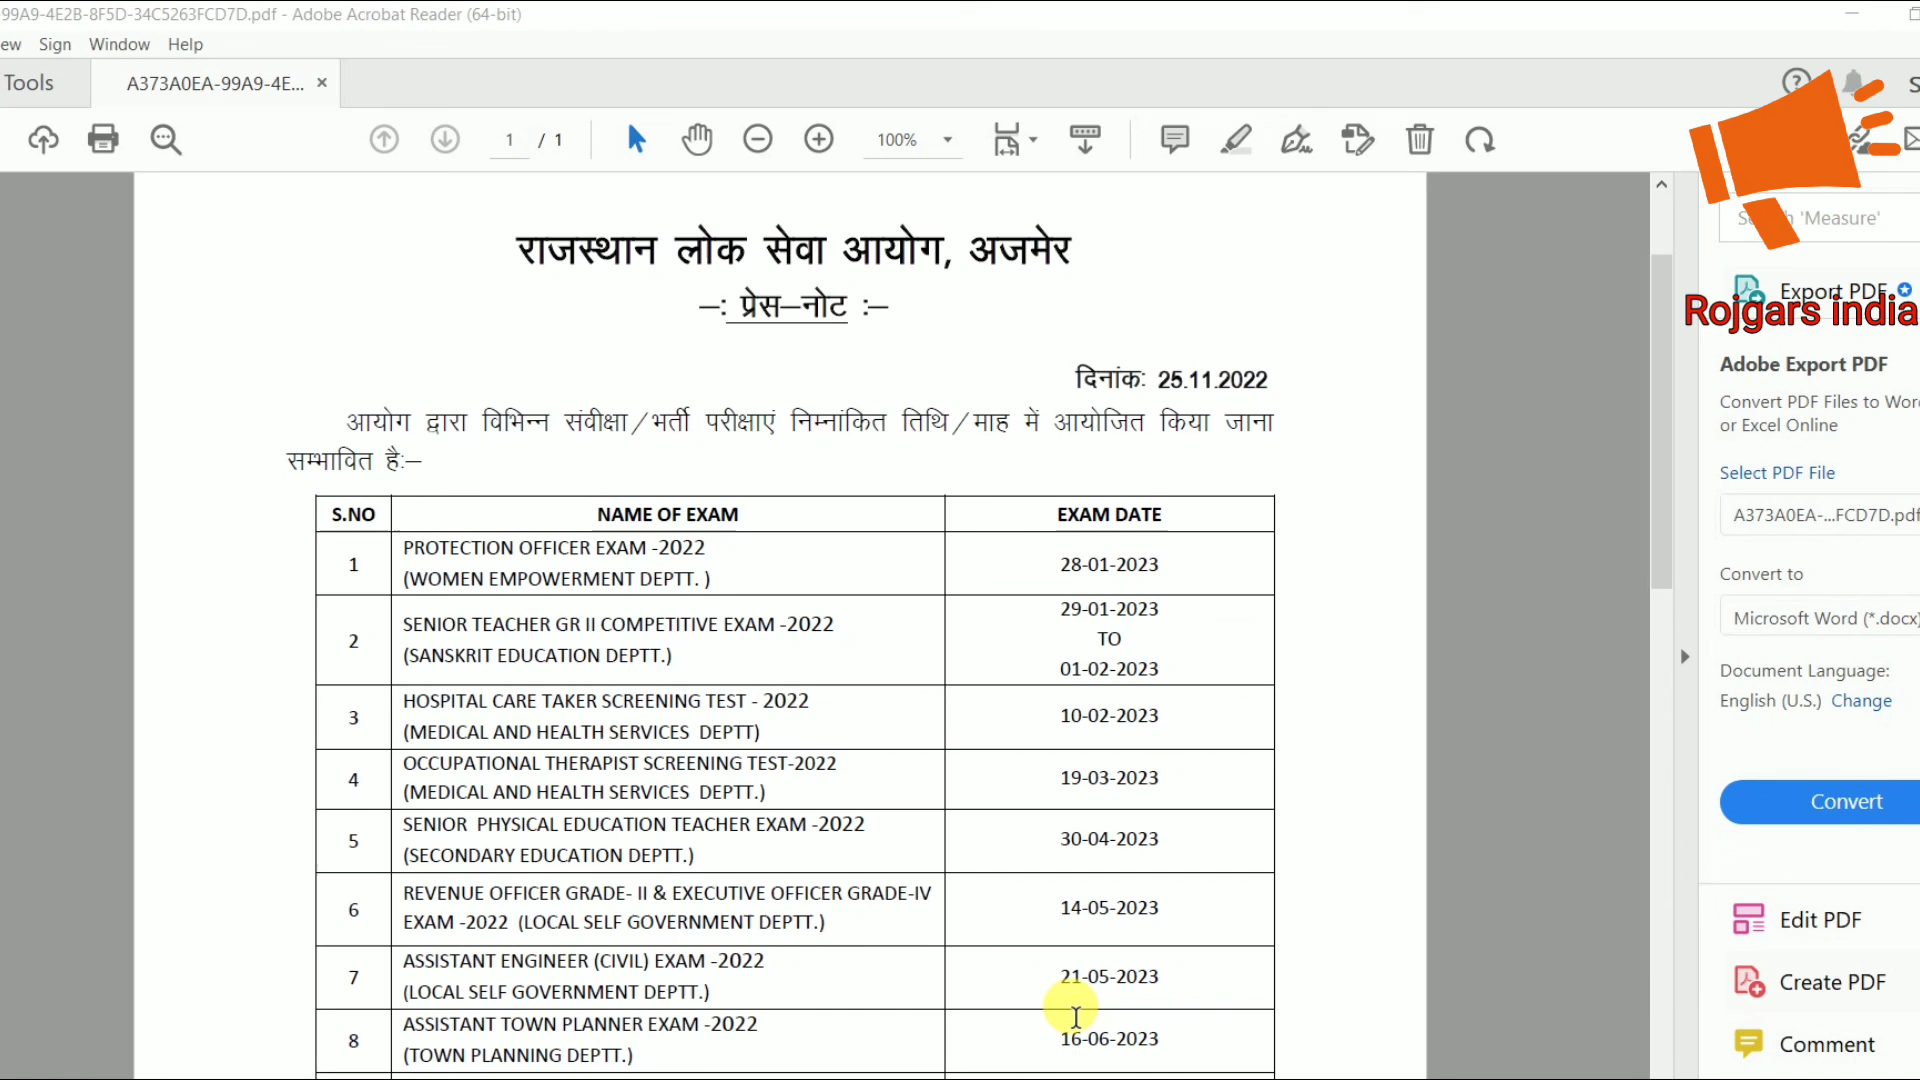 99A9-4E2B-8F5D-34C5263FCD7D.pdf - Adobe Acrobat Reader (64-bit)
ew Sign Window Help
Tools A373A0EA-99A9-4E... ×
1 / 1 100%
राजस्थान लोक सेवा आयोग, अजमेर
–: प्रेस–नोट :–
दिनांक: 25.11.2022
आयोग द्वारा विभिन्न संवीक्षा/भर्ती परीक्षाएं निम्नांकित तिथि/माह में आयोजित किया जाना
सम्भावित है:–
S.NO NAME OF EXAM EXAM DATE
1 PROTECTION OFFICER EXAM -2022
(WOMEN EMPOWERMENT DEPTT. ) 28-01-2023
2 SENIOR TEACHER GR II COMPETITIVE EXAM -2022
(SANSKRIT EDUCATION DEPTT.) 29-01-2023
TO
01-02-2023
3 HOSPITAL CARE TAKER SCREENING TEST - 2022
(MEDICAL AND HEALTH SERVICES DEPTT) 10-02-2023
4 OCCUPATIONAL THERAPIST SCREENING TEST-2022
(MEDICAL AND HEALTH SERVICES DEPTT.) 19-03-2023
5 SENIOR PHYSICAL EDUCATION TEACHER EXAM -2022
(SECONDARY EDUCATION DEPTT.) 30-04-2023
6 REVENUE OFFICER GRADE- II & EXECUTIVE OFFICER GRADE-IV
EXAM -2022 (LOCAL SELF GOVERNMENT DEPTT.) 14-05-2023
7 ASSISTANT ENGINEER (CIVIL) EXAM -2022
(LOCAL SELF GOVERNMENT DEPTT.) 21-05-2023
8 ASSISTANT TOWN PLANNER EXAM -2022
(TOWN PLANNING DEPTT.) 16-06-2023
'Measure'
Export PDF
Rojgars india
Adobe Export PDF
Convert PDF Files to Word
or Excel Online
Select PDF File
A373A0EA-...FCD7D.pdf
Convert to
Microsoft Word (*.docx)
Document Language:
English (U.S.) Change
Convert
Edit PDF
Create PDF
Comment